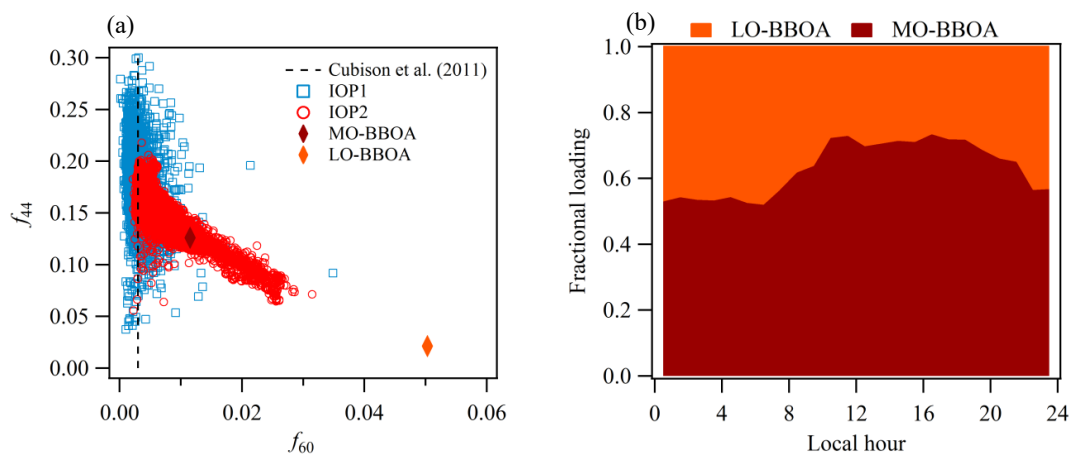 (a)
0.30
0.25
0.20
0.15
0.10
0.05
0.00
f44
Cubison et al. (2011)
IOP1
IOP2
MO-BBOA
LO-BBOA
0.00 0.02 0.04 0.06
f60
(b)
LO-BBOA MO-BBOA
1.0
0.8
0.6
0.4
0.2
0.0
Fractional loading
0 4 8 12 16 20 24
Local hour